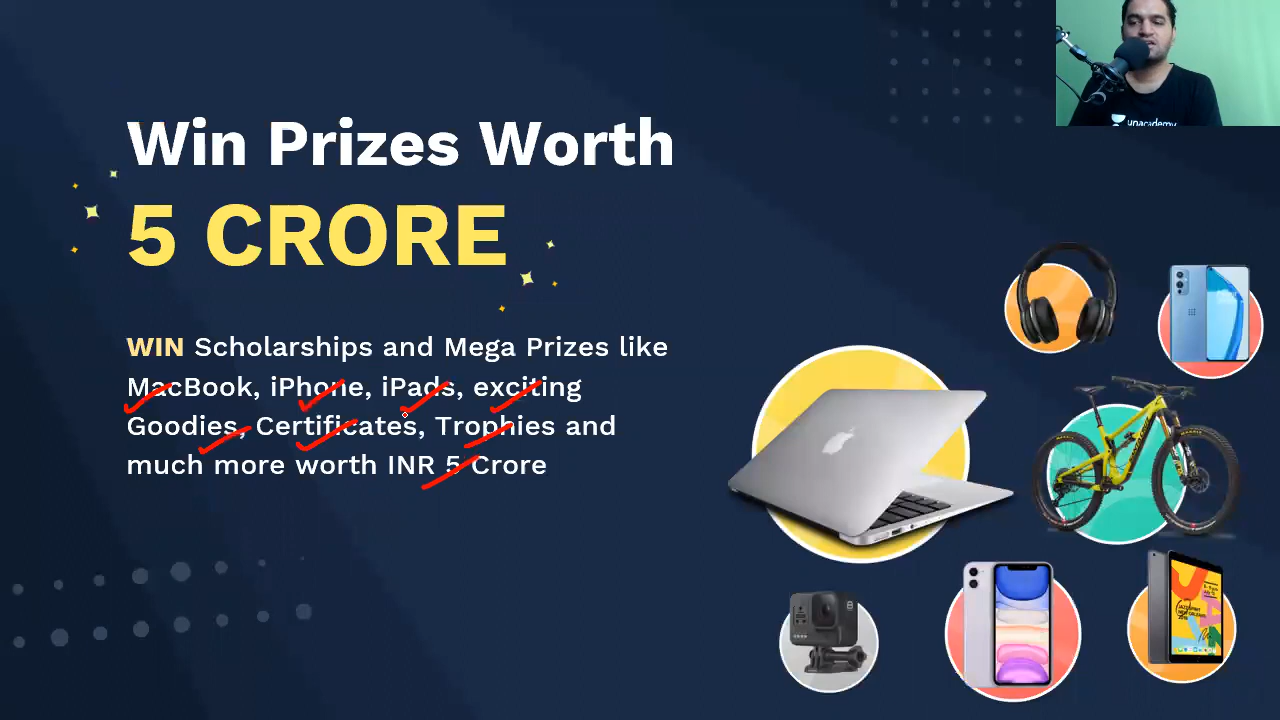 Win Prizes Worth
5 CRORE
WIN Scholarships and Mega Prizes like
MacBook, iPhone, iPads, exciting
Goodies, Certificates, Trophies and
much more worth INR 5 Crore
unacademy